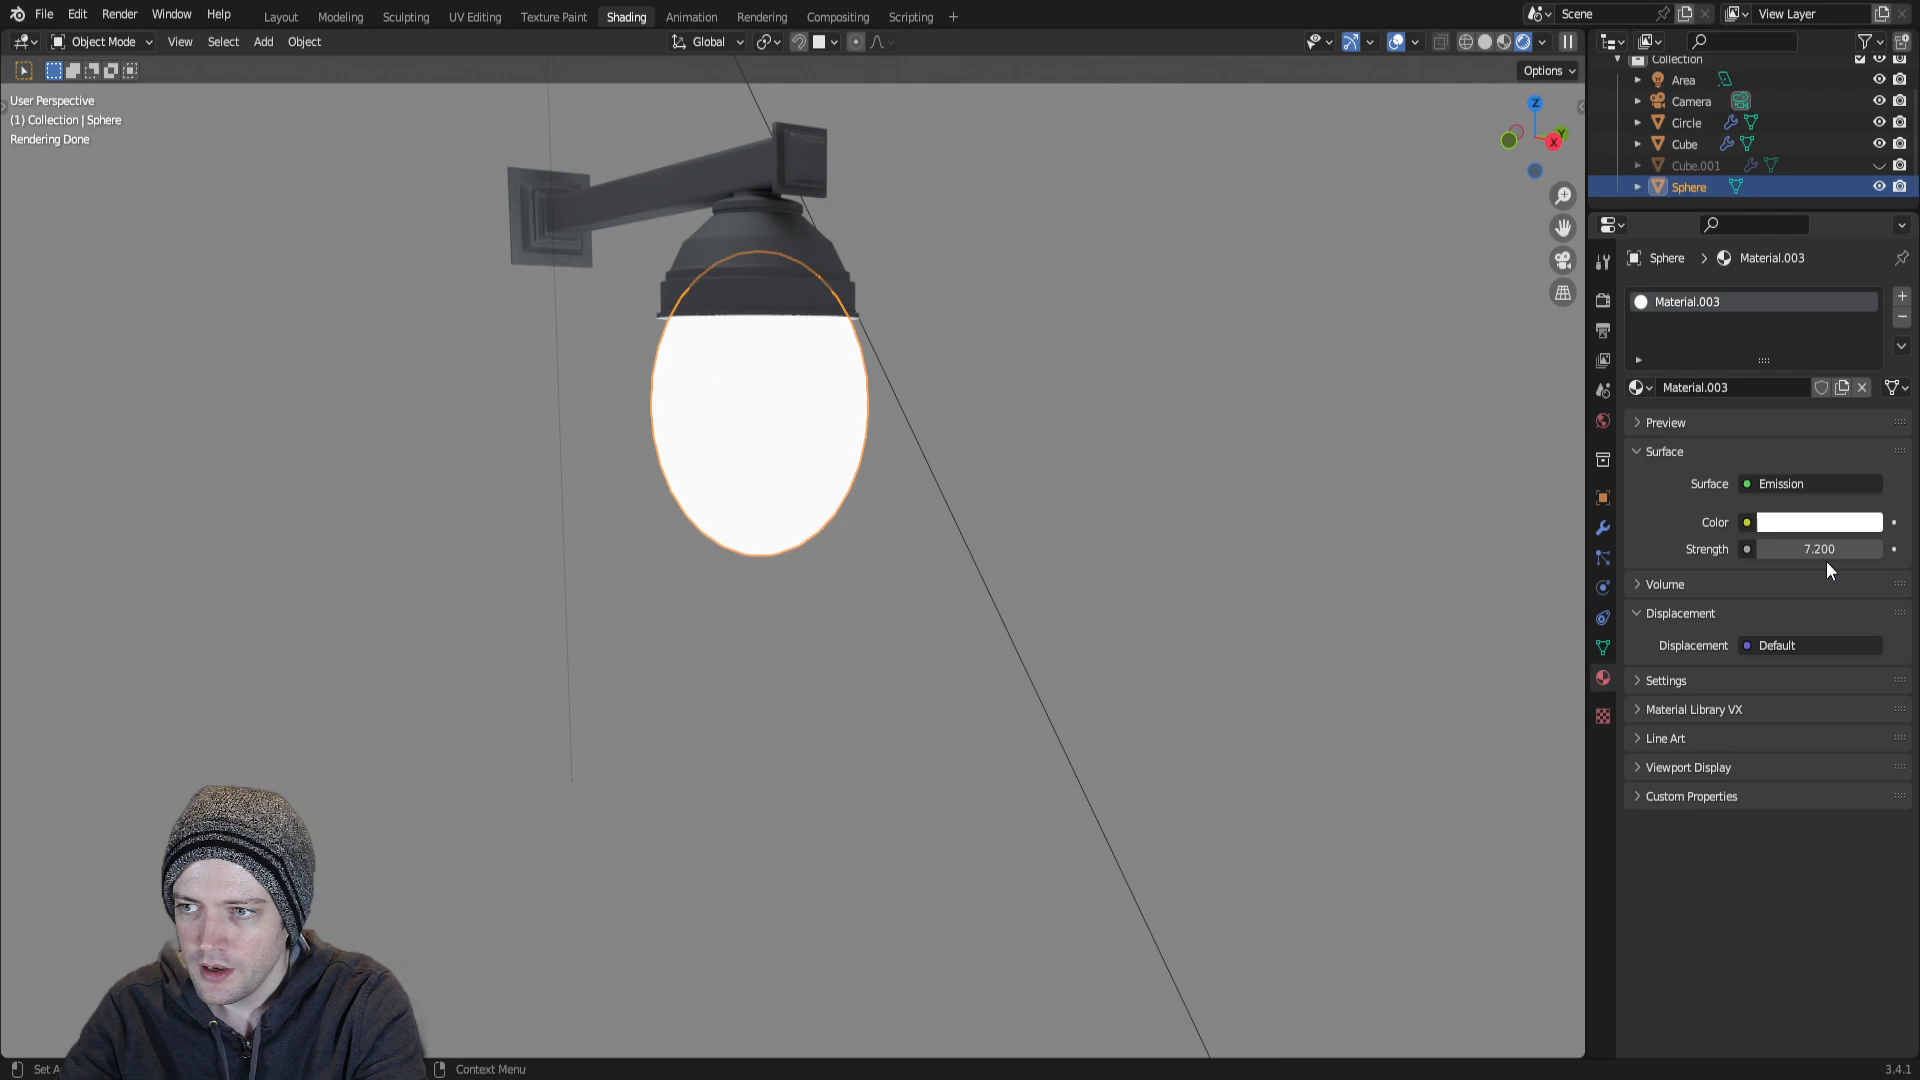 File Edit Render Window Help
Layout Modeling Sculpting UV Editing Texture Paint Shading Animation Rendering Compositing Scripting +
Scene
View Layer
Object Mode View Select Add Object
Global
Options
User Perspective
(1) Collection | Sphere
Rendering Done
Z
Y
X
Collection
Area
Camera
Circle
Cube
Cube.001
Sphere
Sphere > Material.003
Material.003
Material.003
Preview
Surface
Surface Emission
Color
Strength 7.200
Volume
Displacement
Displacement Default
Settings
Material Library VX
Line Art
Viewport Display
Custom Properties
Set A
Context Menu
3.4.1